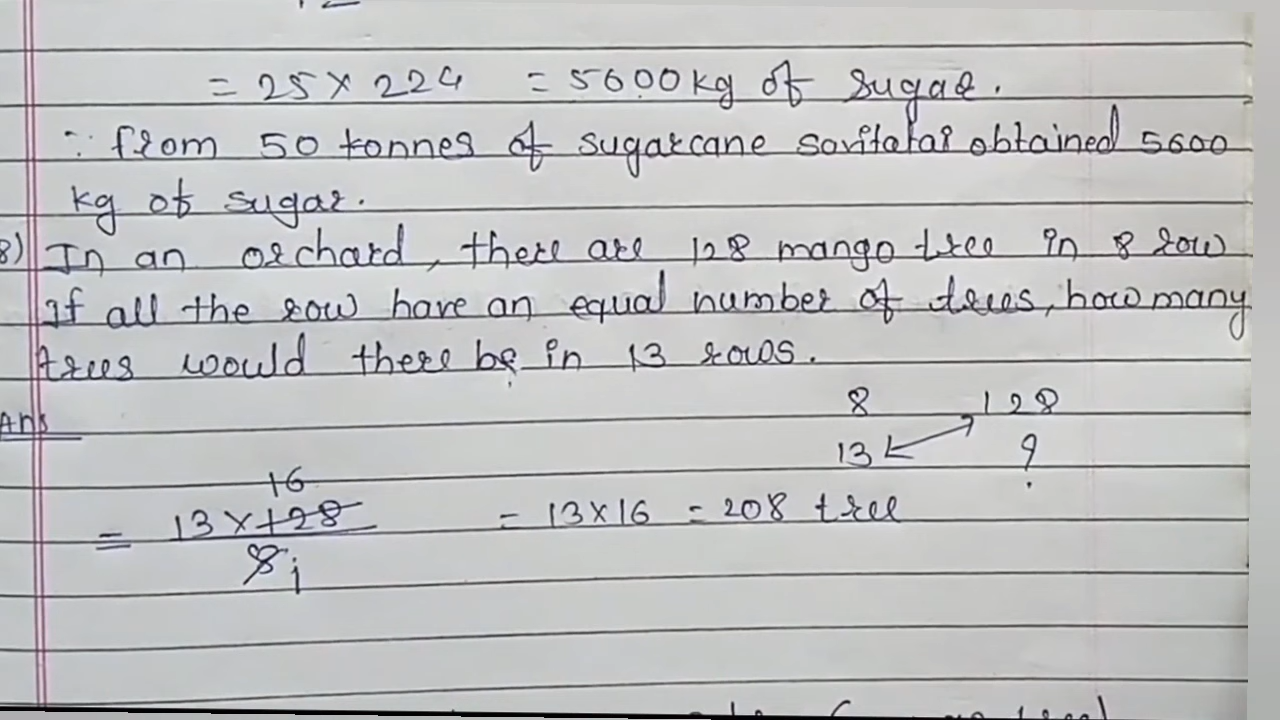 = 25 × 224 = 5600 kg of sugar.
∵ from 50 tonnes of sugarcane savitatai obtained 5600
kg of sugar.
8) In an orchard, there are 128 mango tree in 8 row
If all the row have an equal number of trees, how many
trees would there be in 13 rows.
8 128
Ans
13 ?
16
= 13 × 128 = 13 × 16 = 208 tree
8 1